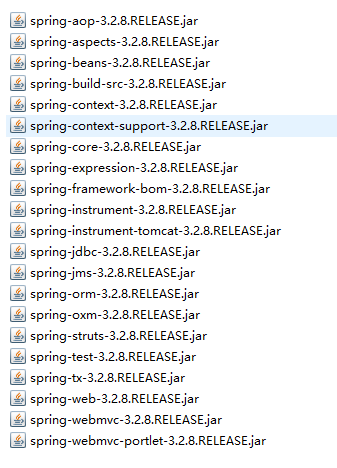 spring-aop-3.2.8.RELEASE.jar
spring-aspects-3.2.8.RELEASE.jar
spring-beans-3.2.8.RELEASE.jar
spring-build-src-3.2.8.RELEASE.jar
spring-context-3.2.8.RELEASE.jar
spring-context-support-3.2.8.RELEASE.jar
spring-core-3.2.8.RELEASE.jar
spring-expression-3.2.8.RELEASE.jar
spring-framework-bom-3.2.8.RELEASE.jar
spring-instrument-3.2.8.RELEASE.jar
spring-instrument-tomcat-3.2.8.RELEASE.jar
spring-jdbc-3.2.8.RELEASE.jar
spring-jms-3.2.8.RELEASE.jar
spring-orm-3.2.8.RELEASE.jar
spring-oxm-3.2.8.RELEASE.jar
spring-struts-3.2.8.RELEASE.jar
spring-test-3.2.8.RELEASE.jar
spring-tx-3.2.8.RELEASE.jar
spring-web-3.2.8.RELEASE.jar
spring-webmvc-3.2.8.RELEASE.jar
spring-webmvc-portlet-3.2.8.RELEASE.jar